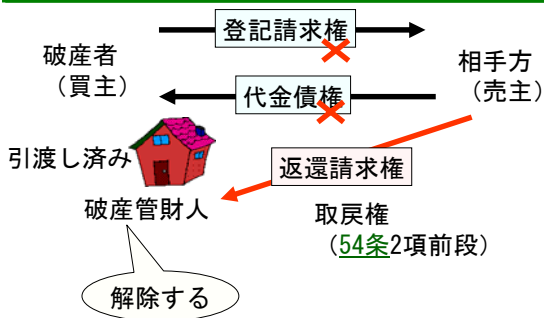 登記請求権
破産者
（買主）
相手方
（売主）
代金債権
引渡し済み
返還請求権
破産管財人
取戻権
（54条2項前段）
解除する